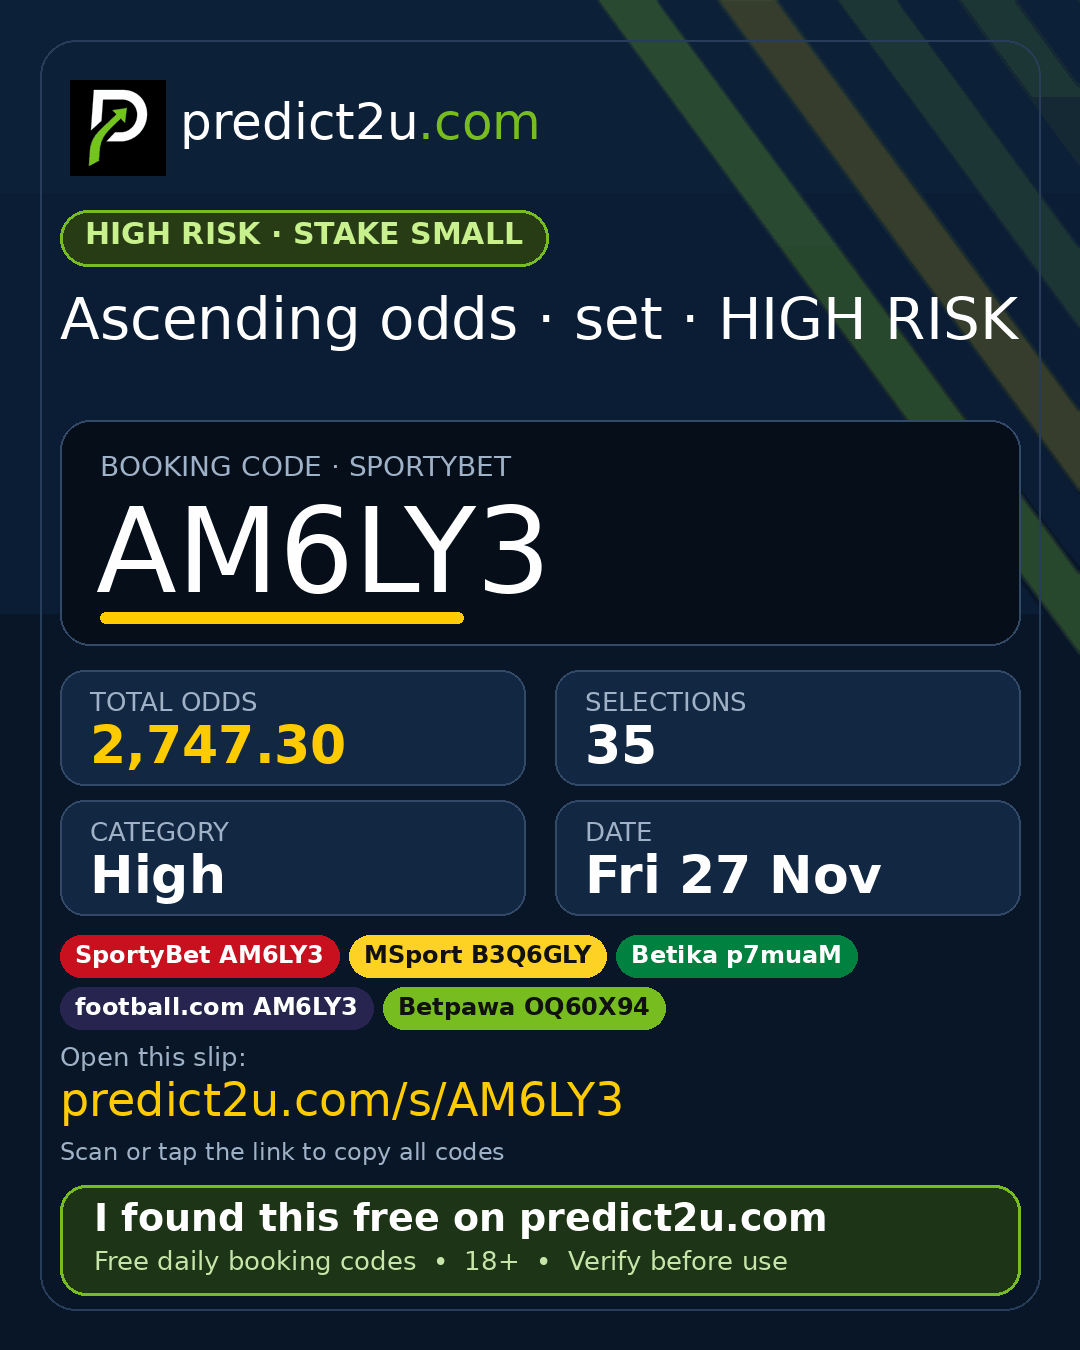 predict2u.com
HIGH RISK · STAKE SMALL
Ascending odds · set · HIGH RISK
BOOKING CODE · SPORTYBET
AM6LY3
TOTAL ODDS
2,747.30
SELECTIONS
35
CATEGORY
High
DATE
Fri 27 Nov
SportyBet AM6LY3
MSport B3Q6GLY
Betika p7muaM
football.com AM6LY3
Betpawa OQ60X94
Open this slip:
predict2u.com/s/AM6LY3
Scan or tap the link to copy all codes
I found this free on predict2u.com
Free daily booking codes • 18+ • Verify before use